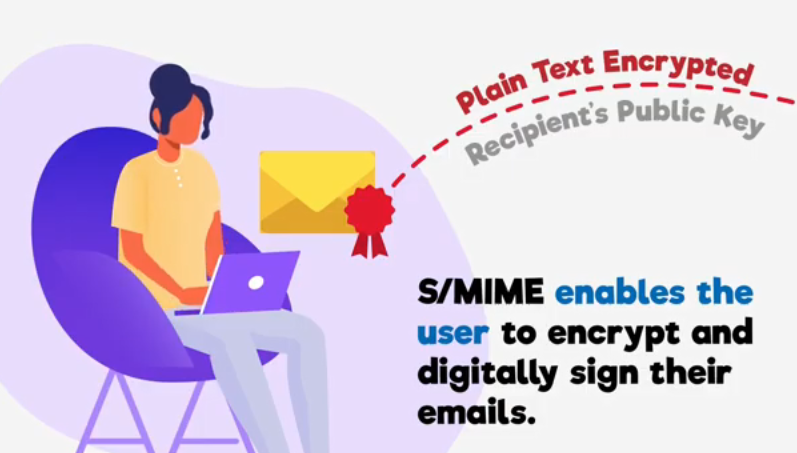 Plain Text Encrypted
Recipient's Public Key
S/MIME enables the
user to encrypt and
digitally sign their
emails.